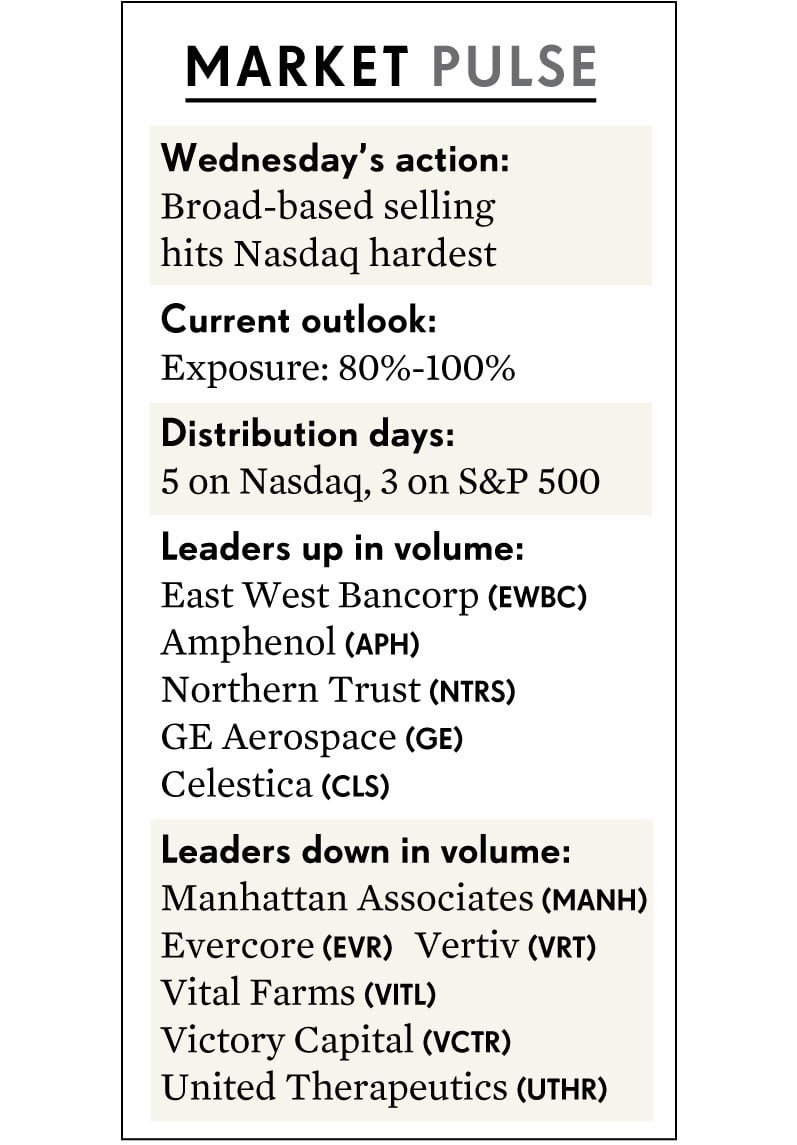 MARKET PULSE
Wednesday's action:
Broad-based selling
hits Nasdaq hardest
Current outlook:
Exposure: 80%-100%
Distribution days:
5 on Nasdaq, 3 on S&P 500
Leaders up in volume:
East West Bancorp (EWBC)
Amphenol (APH)
Northern Trust (NTRS)
GE Aerospace (GE)
Celestica (CLS)
Leaders down in volume:
Manhattan Associates (MANH)
Evercore (EVR) Vertiv (VRT)
Vital Farms (VITL)
Victory Capital (VCTR)
United Therapeutics (UTHR)